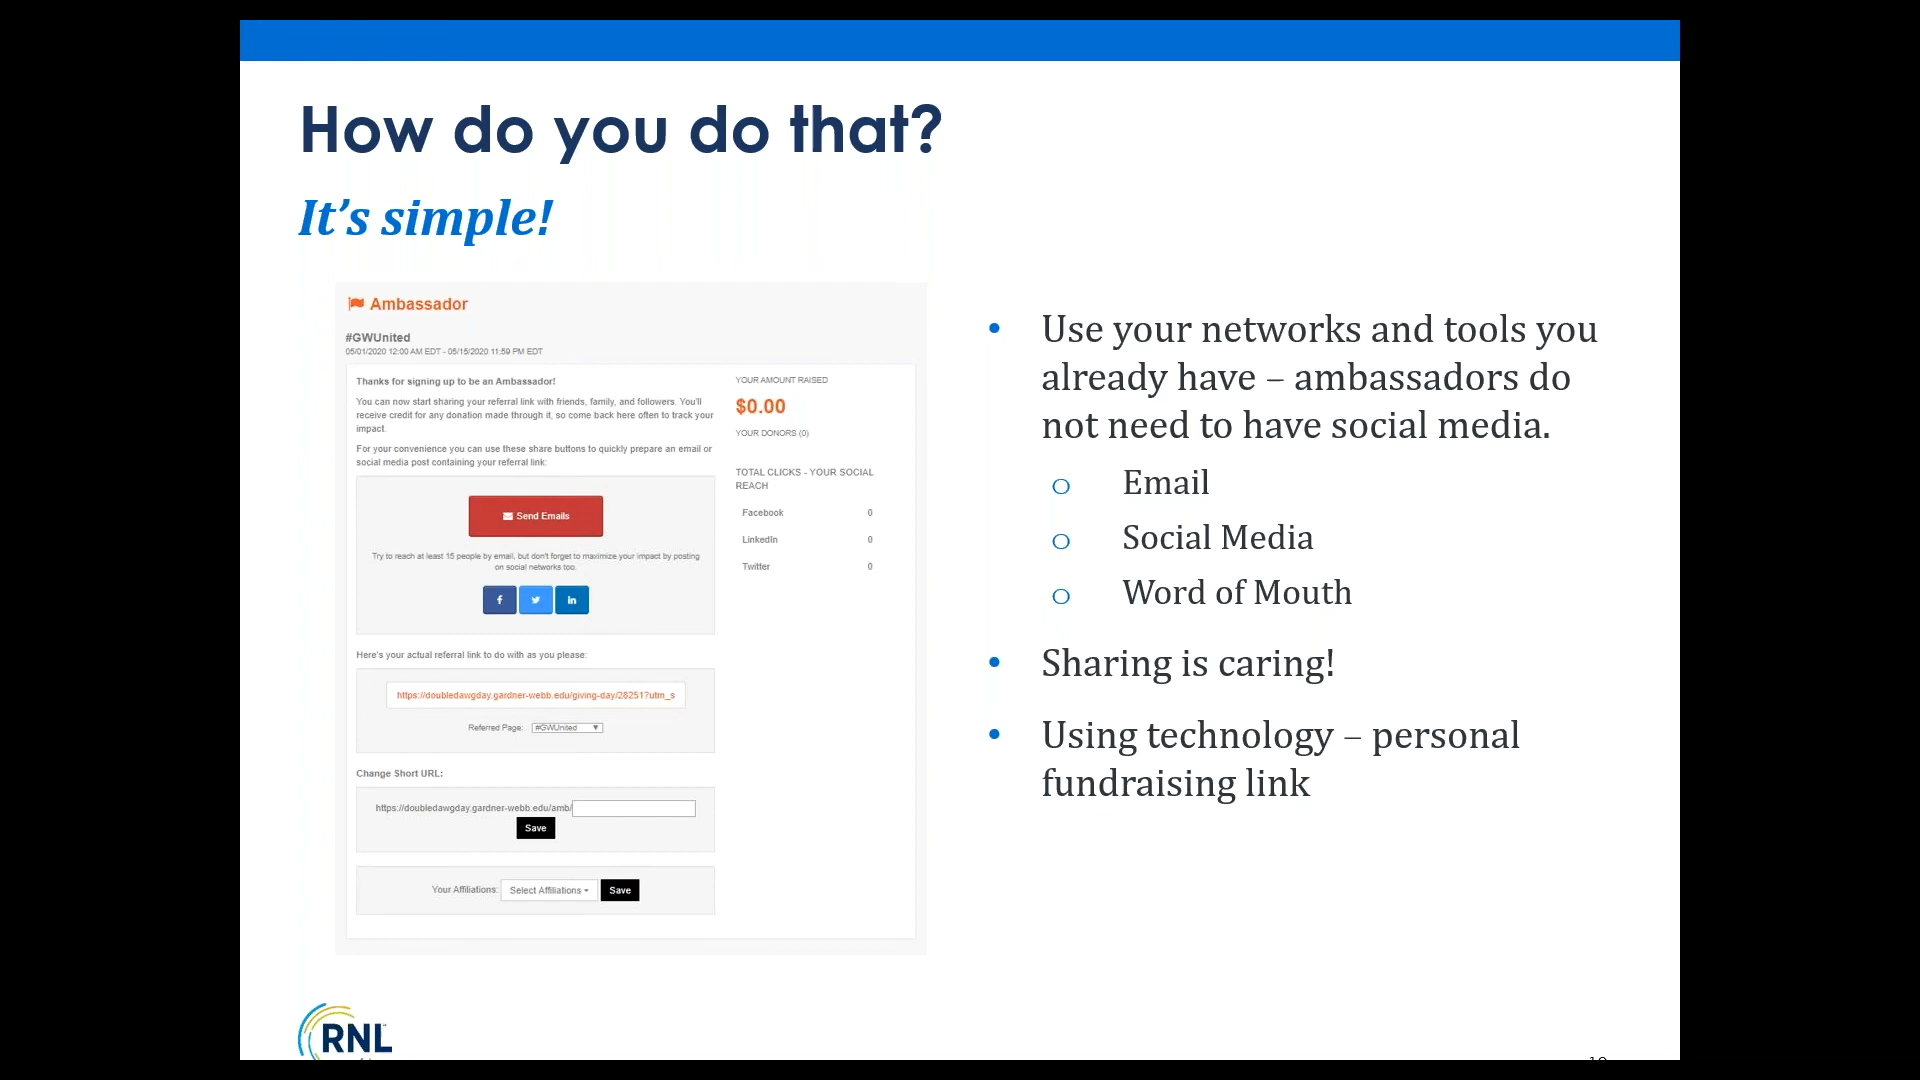 How do you do that?
It's simple!
Ambassador
#GWUnited
05/01/2020 12:00 AM EDT - 05/15/2020 11:59 PM EDT
Thanks for signing up to be an Ambassador!
You can now start sharing your referral link with friends, family, and followers. You'll
receive credit for any donation made through it, so come back here often to track your
impact.
For your convenience you can use these share buttons to quickly prepare an email or
social media post containing your referral link:
Send Emails
Try to reach at least 15 people by email, but don't forget to maximize your impact by posting
on social networks too.
f
in
Here's your actual referral link to do with as you please:
https://doubledawgday.gardner-webb.edu/giving-day/28251?utm_s
Referred Page: #GWUnited
Change Short URL:
https://doubledawgday.gardner-webb.edu/amb/
Save
Your Affiliations: Select Affiliations Save
YOUR AMOUNT RAISED
$0.00
YOUR DONORS (0)
TOTAL CLICKS - YOUR SOCIAL
REACH
Facebook 0
LinkedIn 0
Twitter 0
• Use your networks and tools you
already have – ambassadors do
not need to have social media.
o Email
o Social Media
o Word of Mouth
• Sharing is caring!
• Using technology – personal
fundraising link
RNL